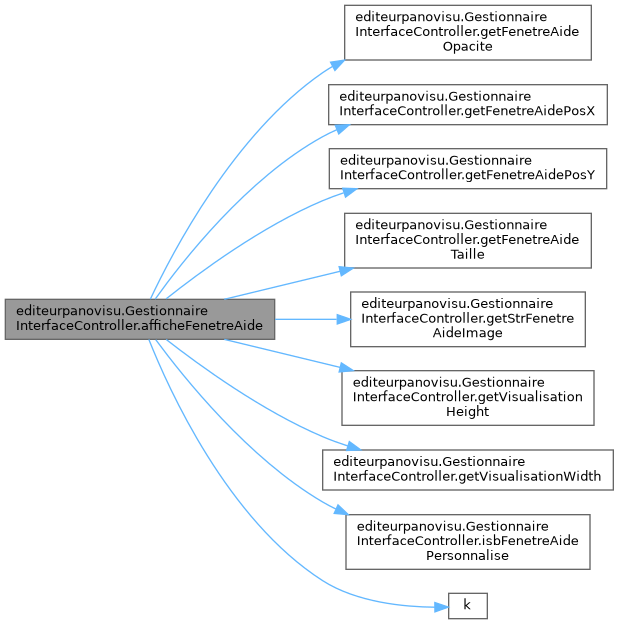 editeurpanovisu.Gestionnaire
InterfaceController.getFenetreAide
Opacite
editeurpanovisu.Gestionnaire
InterfaceController.getFenetreAidePosX
editeurpanovisu.Gestionnaire
InterfaceController.getFenetreAidePosY
editeurpanovisu.Gestionnaire
InterfaceController.getFenetreAide
Taille
editeurpanovisu.Gestionnaire
InterfaceController.afficheFenetreAide
editeurpanovisu.Gestionnaire
InterfaceController.getStrFenetre
AideImage
editeurpanovisu.Gestionnaire
InterfaceController.getVisualisation
Height
editeurpanovisu.Gestionnaire
InterfaceController.getVisualisationWidth
editeurpanovisu.Gestionnaire
InterfaceController.isbFenetreAide
Personnalise
k